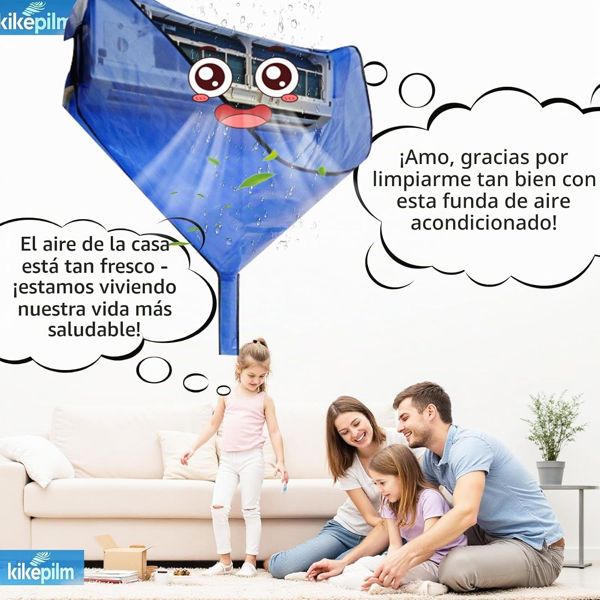 kikepilm
¡Amo, gracias por
limpiarme tan bien con
esta funda de aire
acondicionado!
El aire de la casa
está tan fresco -
¡estamos viviendo
nuestra vida más
saludable!
kikepilm